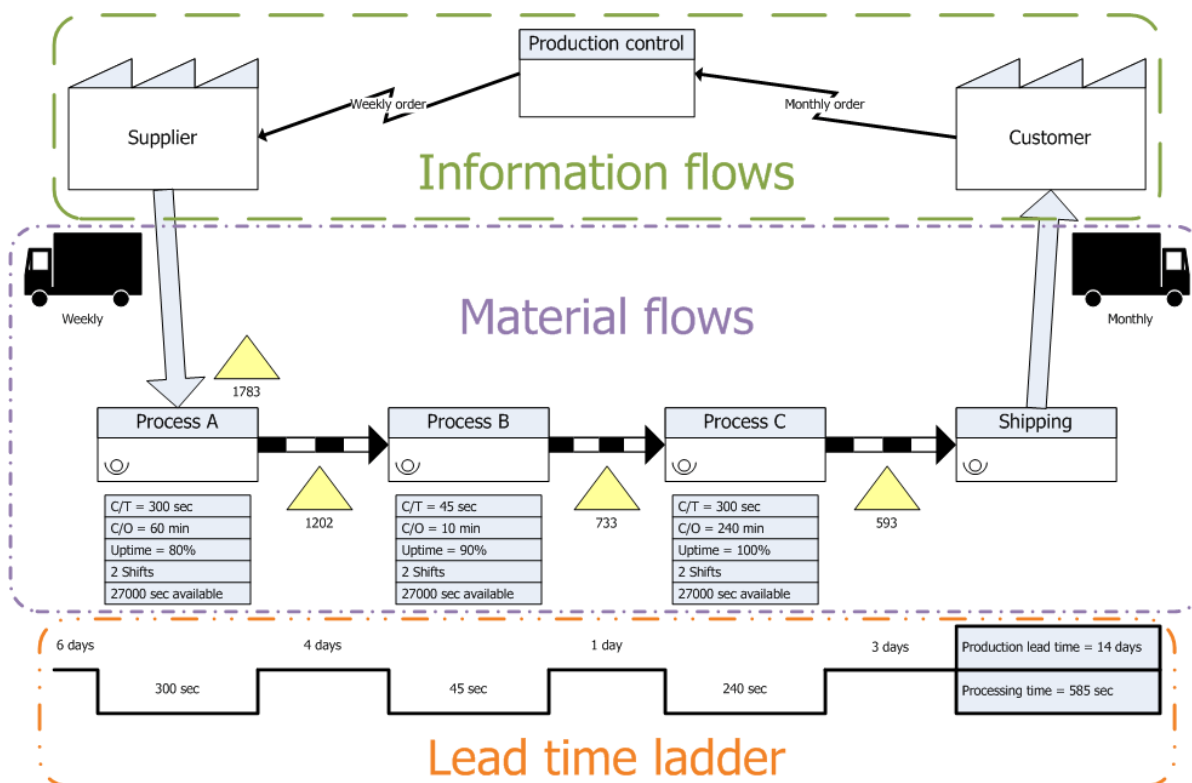 Production control
Supplier
Weekly order
Monthly order
Customer
Information flows
Weekly
Material flows
Monthly
1783
Process A
Process B
Process C
Shipping
1202
733
593
C/T = 300 sec
C/O = 60 min
Uptime = 80%
2 Shifts
27000 sec available
C/T = 45 sec
C/O = 10 min
Uptime = 90%
2 Shifts
27000 sec available
C/T = 300 sec
C/O = 240 min
Uptime = 100%
2 Shifts
27000 sec available
6 days
4 days
1 day
3 days
Production lead time = 14 days
300 sec
45 sec
240 sec
Processing time = 585 sec
Lead time ladder